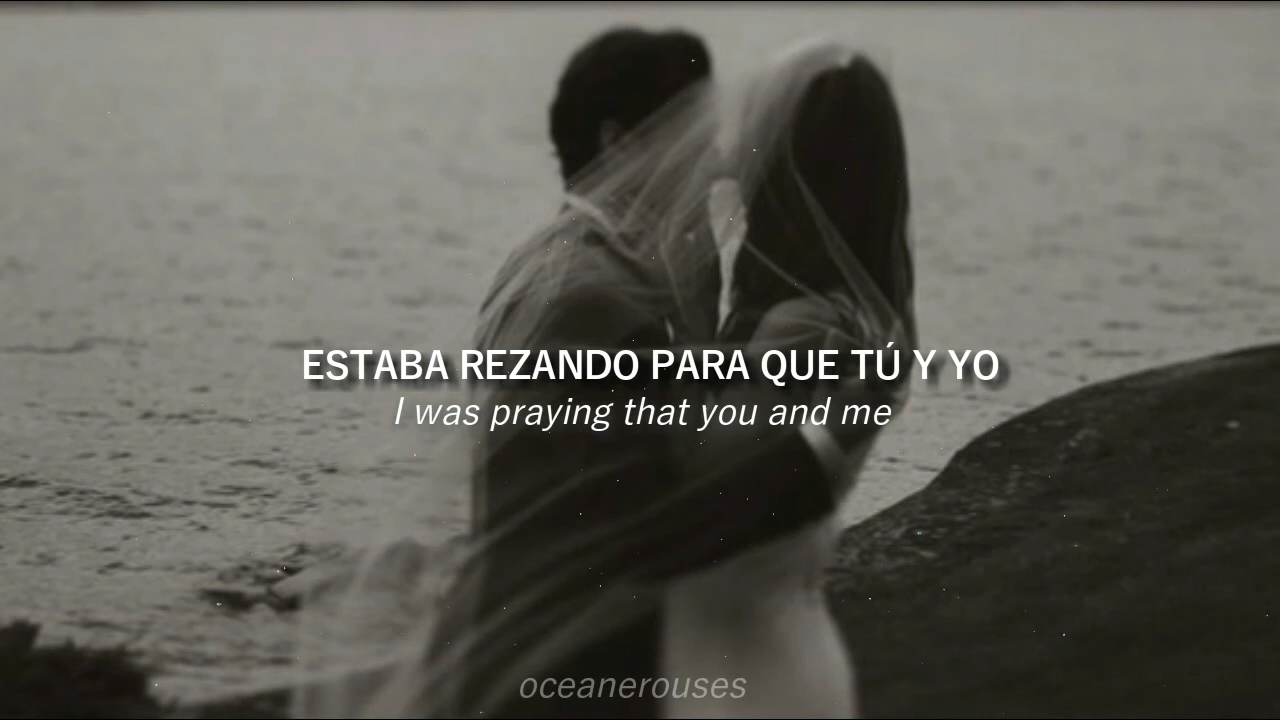 ESTABA REZANDO PARA QUE TÚ Y YO
I was praying that you and me
oceanerouses